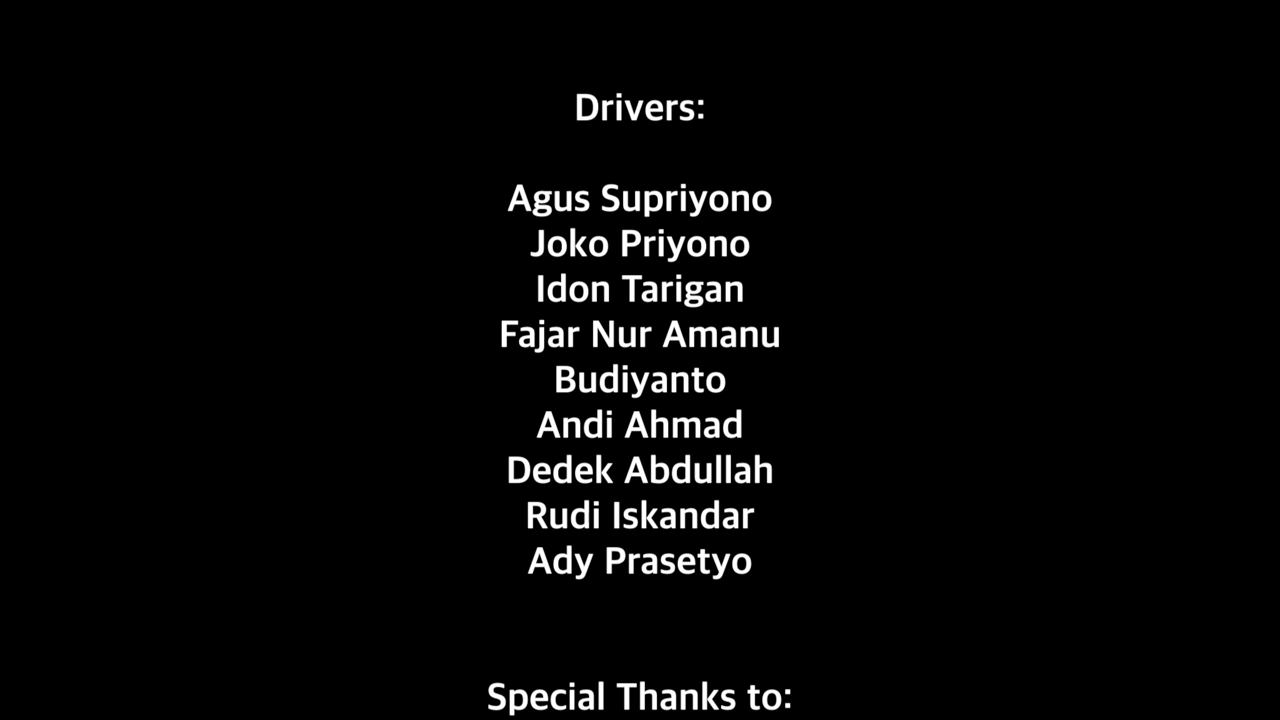 Drivers:
Agus Supriyono
Joko Priyono
Idon Tarigan
Fajar Nur Amanu
Budiyanto
Andi Ahmad
Dedek Abdullah
Rudi Iskandar
Ady Prasetyo
Special Thanks to: